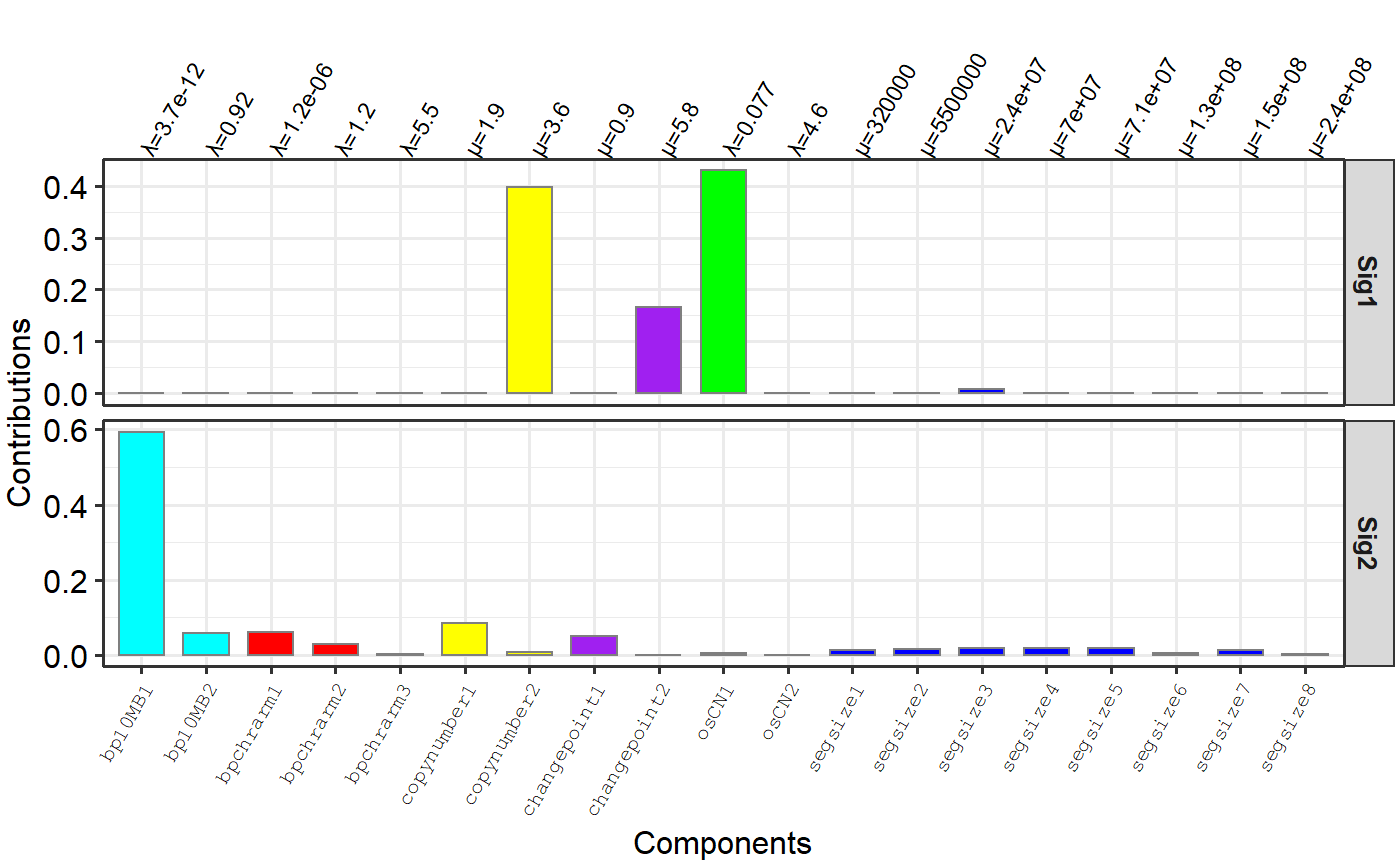 λ=3.7e-12
λ=0.92
λ=1.2e-06
λ=1.2
λ=5.5
μ=1.9
μ=3.6
μ=0.9
μ=5.8
λ=0.077
λ=4.6
μ=320000
μ=5500000
μ=2.4e+07
μ=7e+07
μ=7.1e+07
μ=1.3e+08
μ=1.5e+08
μ=2.4e+08
Contributions
0.4
0.3
0.2
0.1
0.0
Sig1
0.6
0.4
0.2
0.0
Sig2
bp10MB1
bp10MB2
bpchrarm1
bpchrarm2
bpchrarm3
copynumber1
copynumber2
changepoint1
changepoint2
osCN1
osCN2
segsize1
segsize2
segsize3
segsize4
segsize5
segsize6
segsize7
segsize8
Components